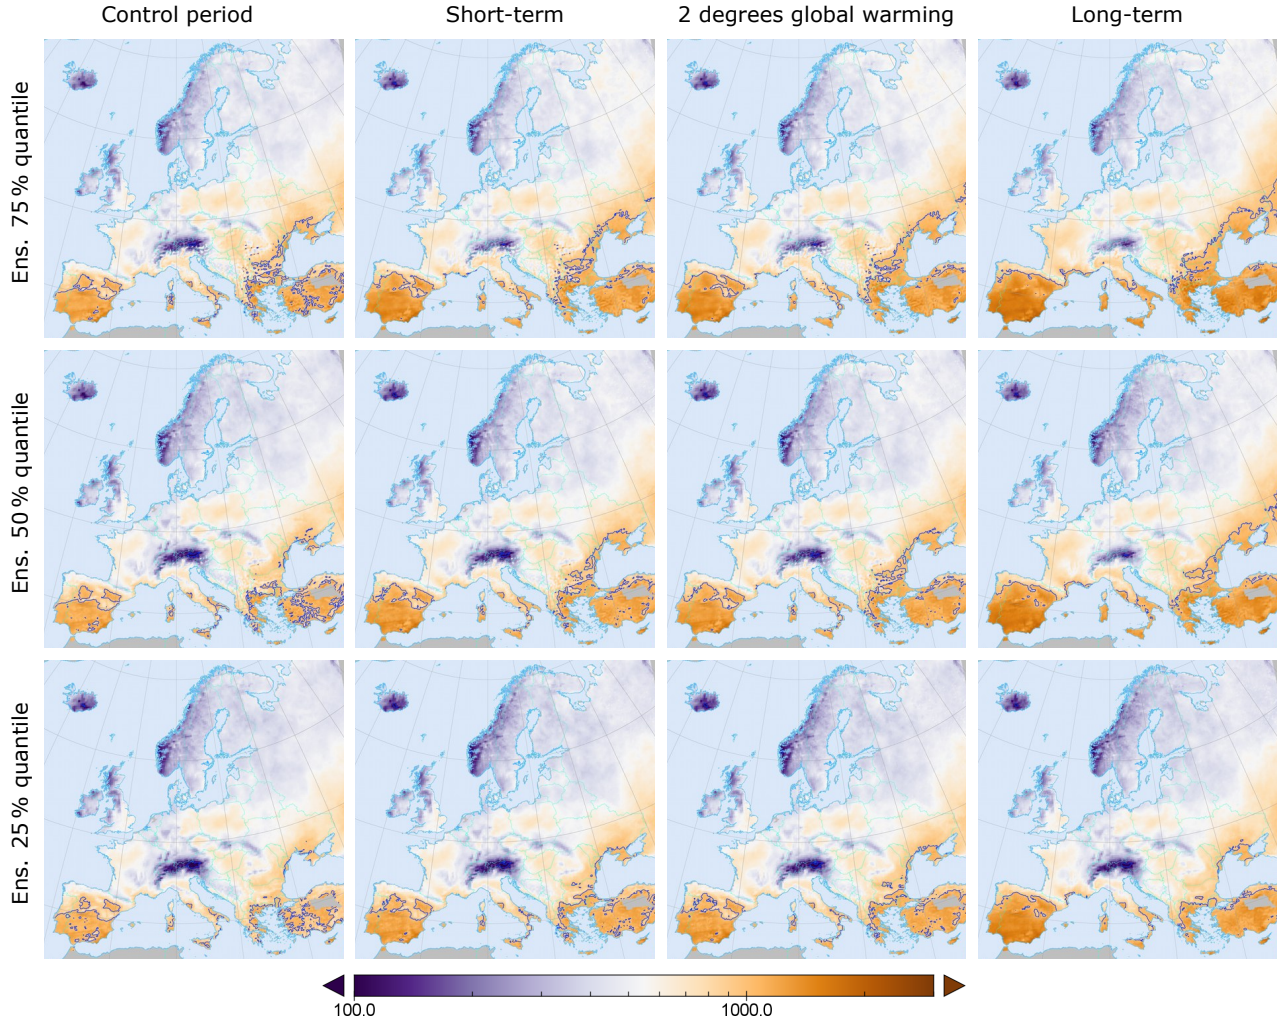 Control period
Short-term
2 degrees global warming
Long-term
Ens. 75 % quantile
Ens. 50 % quantile
Ens. 25 % quantile
100.0
1000.0